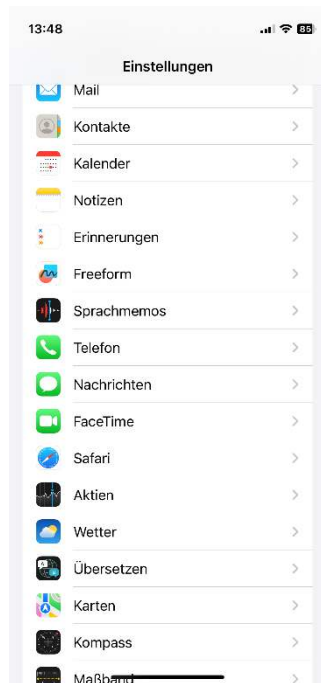 13:48
85
Einstellungen
Mail
Kontakte
Kalender
Notizen
Erinnerungen
Freeform
Sprachmemos
Telefon
Nachrichten
FaceTime
Safari
Aktien
Wetter
Übersetzen
Karten
Kompass
Maßband